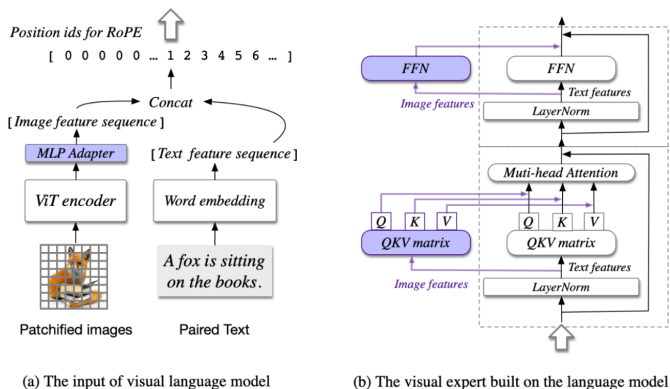 Position ids for RoPE
[ 0 0 0 0 0 ... 1 2 3 4 5 6 ... ]
Concat
[Image feature sequence]
MLP Adapter
[Text feature sequence]
ViT encoder
Word embedding
A fox is sitting
on the books.
Patchified images
Paired Text
(a) The input of visual language model
FFN
FFN
Image features
Text features
LayerNorm
Muti-head Attention
Q K V
Q K V
QKV matrix
QKV matrix
Image features
Text features
LayerNorm
(b) The visual expert built on the language model